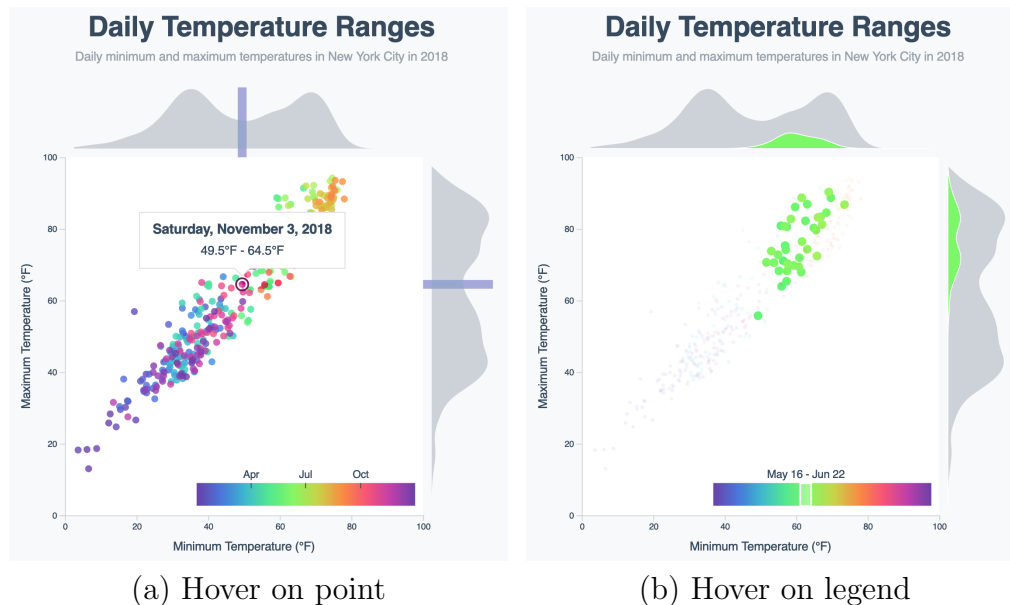 Daily Temperature Ranges
Daily minimum and maximum temperatures in New York City in 2018
100
80
60
40
20
0
Maximum Temperature (°F)
Saturday, November 3, 2018
49.5°F - 64.5°F
Apr Jul Oct
0 20 40 60 80 100
Minimum Temperature (°F)
(a) Hover on point
Daily Temperature Ranges
Daily minimum and maximum temperatures in New York City in 2018
100
80
60
40
20
0
Maximum Temperature (°F)
May 16 - Jun 22
0 20 40 60 80 100
Minimum Temperature (°F)
(b) Hover on legend